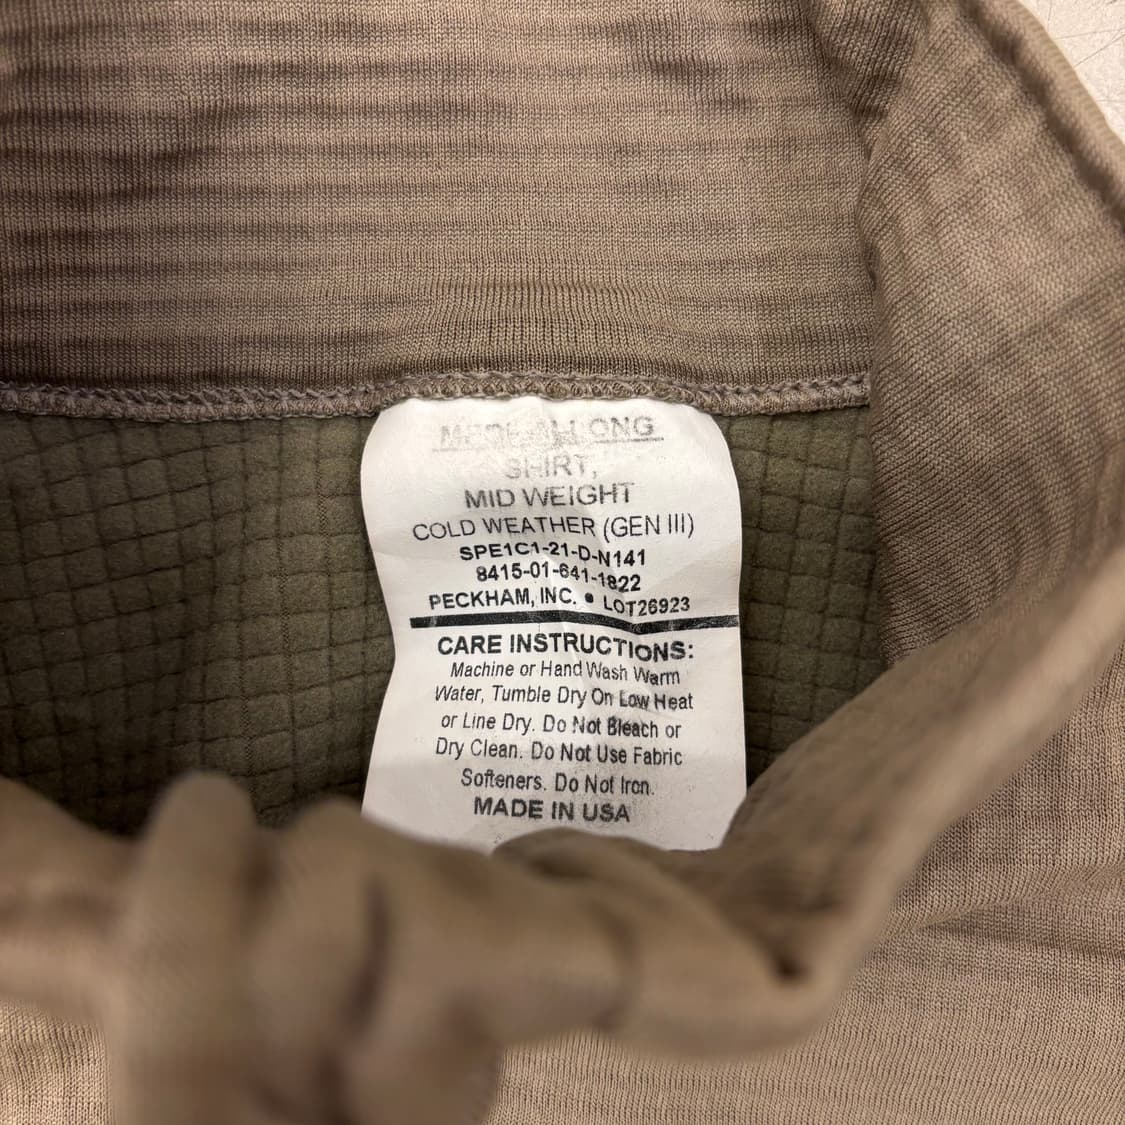 LONG
SHIRT,
MID WEIGHT
COLD WEATHER (GEN III)
SPE1C1-21-D-N141
8415-01-641-1822
PECKHAM, INC. • LOT26923
CARE INSTRUCTIONS:
Machine or Hand Wash Warm
Water, Tumble Dry On Low Heat
or Line Dry. Do Not Bleach or
Dry Clean. Do Not Use Fabric
Softeners. Do Not Iron.
MADE IN USA